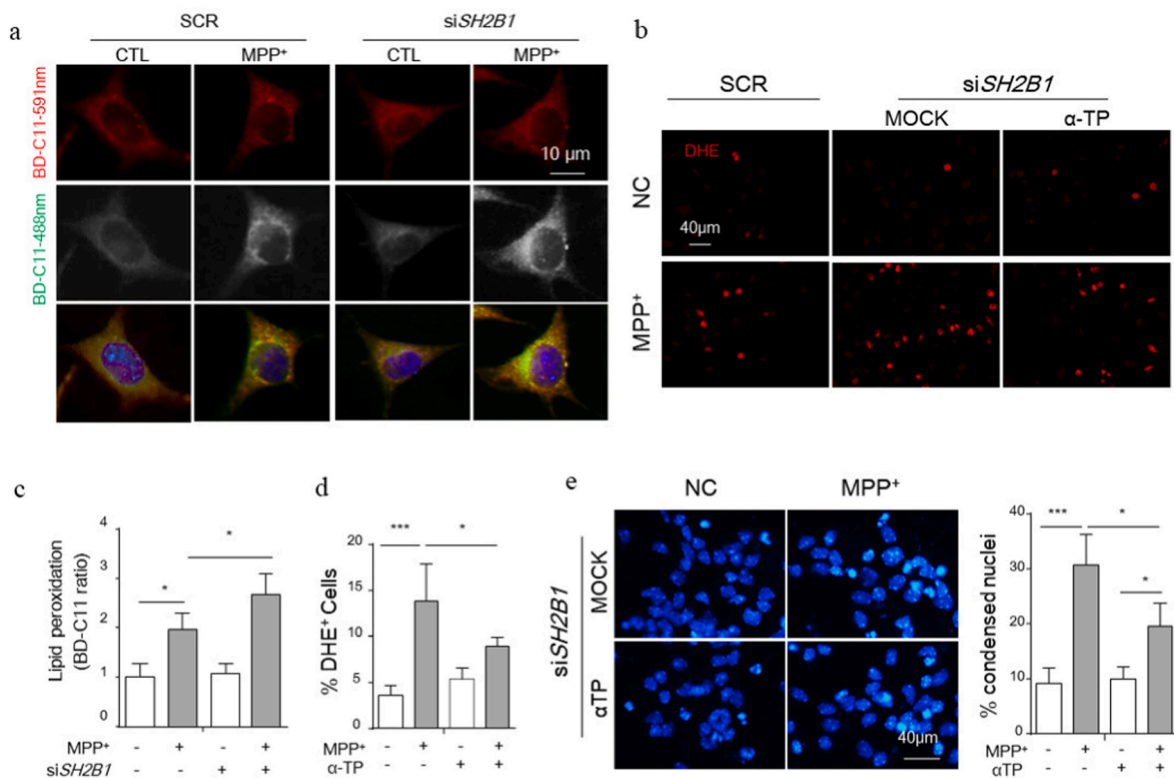 a
SCR
siSH2B1
CTL
MPP⁺
CTL
MPP⁺
BD-C11-591nm
10 µm
BD-C11-488nm
b
SCR
siSH2B1
MOCK
α-TP
NC
DHE
40µm
MPP⁺
c
Lipid peroxidation
(BD-C11 ratio)
4
3
2
1
0
*
*
MPP⁺ - + - +
siSH2B1 - - + +
d
% DHE⁺ Cells
20
15
10
5
0
***
*
MPP⁺ - + - +
α-TP - - + +
e
NC
MPP⁺
siSH2B1
MOCK
αTP
40µm
% condensed nuclei
40
30
20
10
0
***
*
*
MPP⁺ - + - +
αTP - - + +